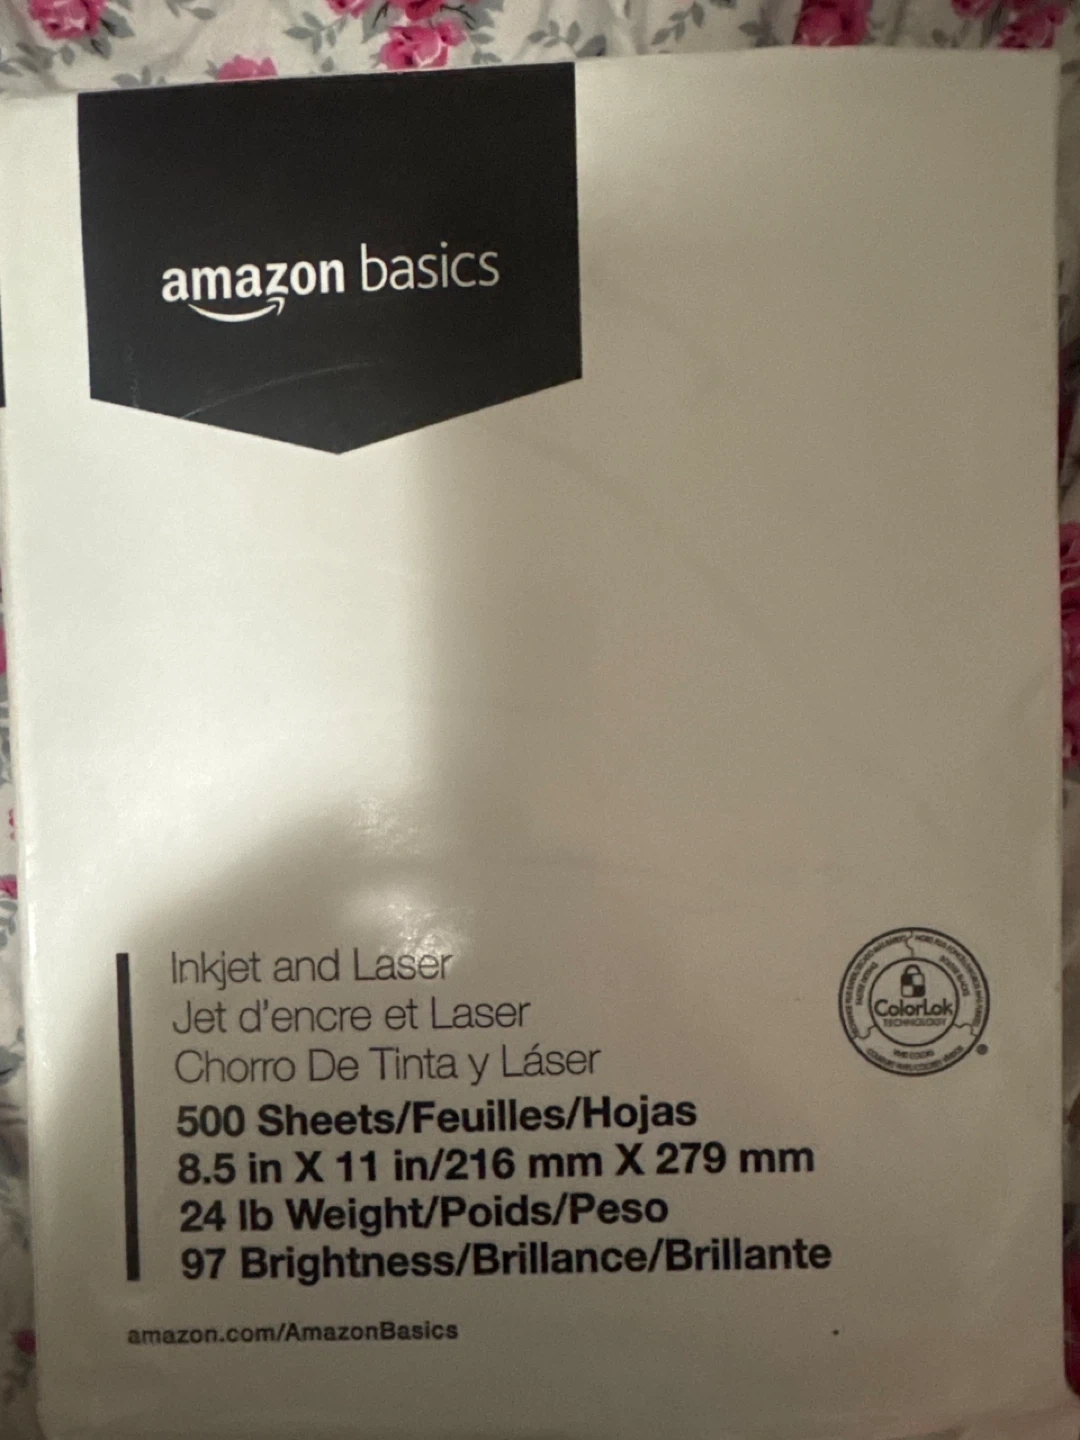 amazon basics
Inkjet and Laser
Jet d'encre et Laser
Chorro De Tinta y Láser
500 Sheets/Feuilles/Hojas
8.5 in X 11 in/216 mm X 279 mm
24 lb Weight/Poids/Peso
97 Brightness/Brillance/Brillante
ColorLok
TECHNOLOGY
amazon.com/AmazonBasics